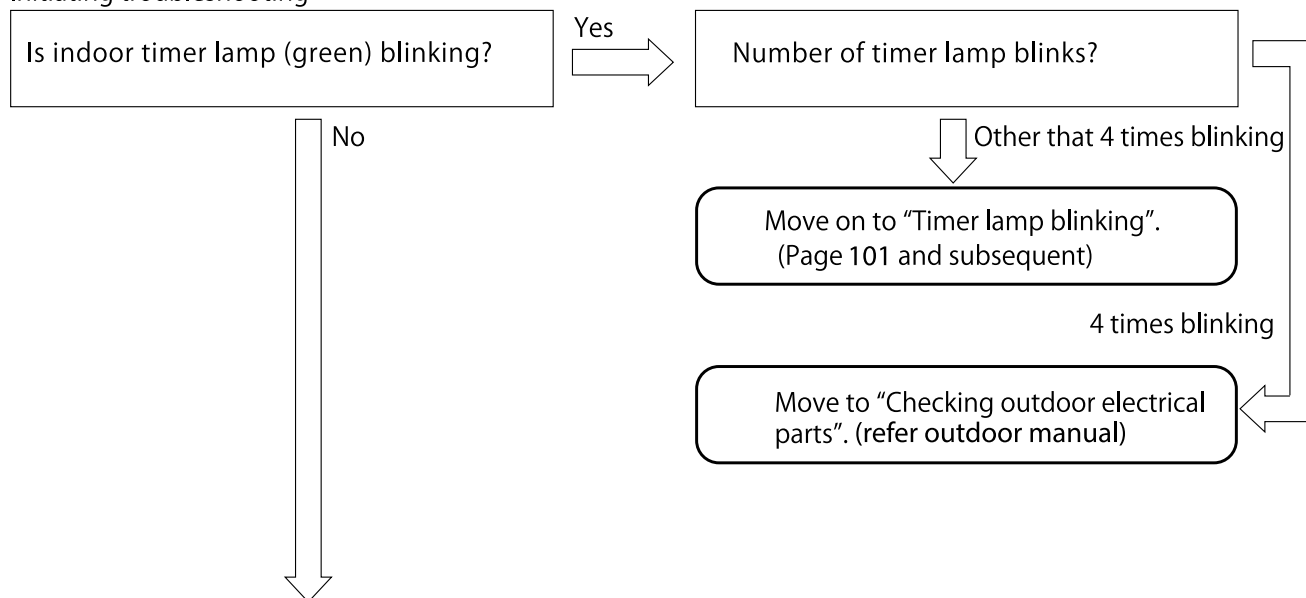 Is indoor timer lamp (green) blinking?
Yes
Number of timer lamp blinks?
No
Other that 4 times blinking
Move on to “Timer lamp blinking”.
(Page 101 and subsequent)
4 times blinking
Move to “Checking outdoor electrical
parts”. (refer outdoor manual)